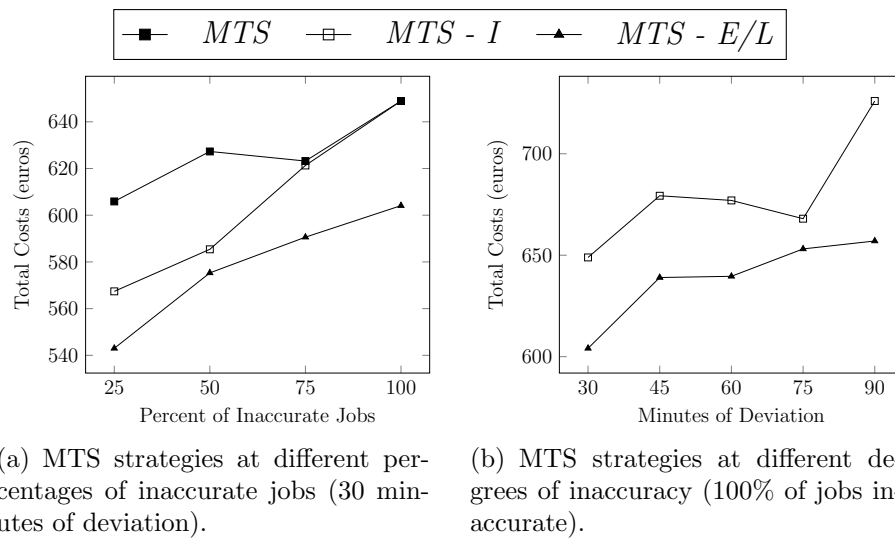 MTS MTS - I MTS - E/L
640
620
600
580
560
540
Total Costs (euros)
25 50 75 100
Percent of Inaccurate Jobs
700
650
600
Total Costs (euros)
30 45 60 75 90
Minutes of Deviation
(a) MTS strategies at different per-
centages of inaccurate jobs (30 min-
utes of deviation).
(b) MTS strategies at different de-
grees of inaccuracy (100% of jobs in-
accurate).